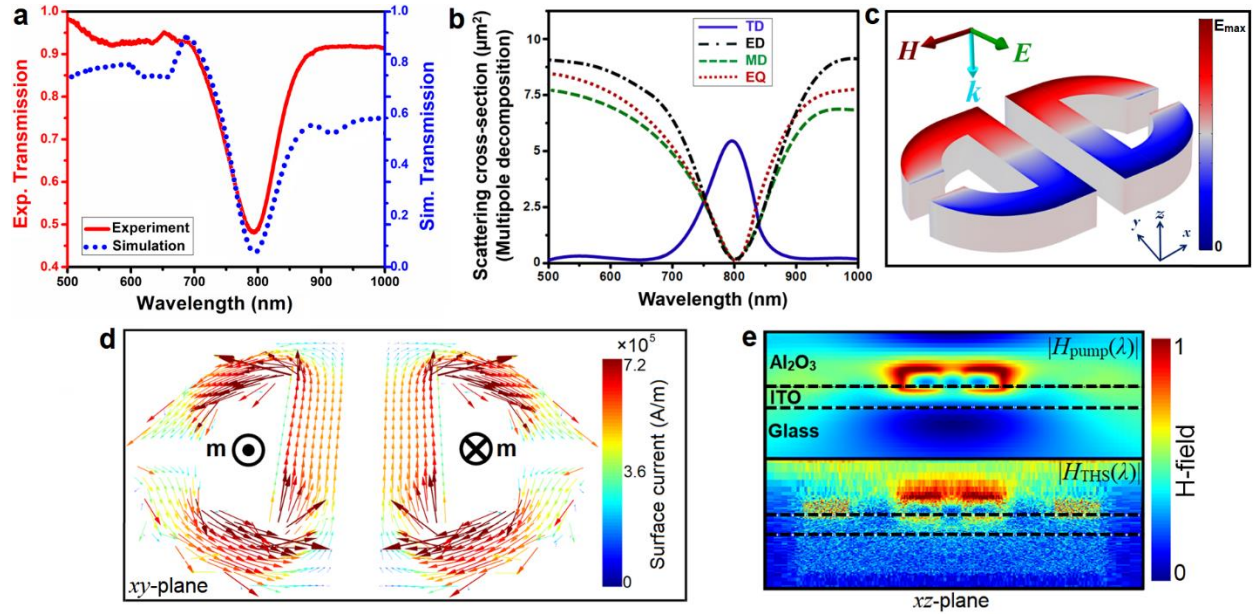 a
1.0
0.9
0.8
0.7
0.6
0.5
0.4
Exp. Transmission
1.0
0.8
0.6
0.4
0.2
0.0
Sim. Transmission
Experiment
Simulation
500 600 700 800 900 1000
Wavelength (nm)
b
10
7.5
5
2.5
0
Scattering cross-section (μm²)
(Multipole decomposition)
TD
ED
MD
EQ
500 600 700 800 900 1000
Wavelength (nm)
c
H
E
k
Emax
0
y
z
x
d
m
m
xy-plane
×10⁵
7.2
3.6
0
Surface current (A/m)
e
Al₂O₃
ITO
Glass
|Hpump(λ)|
|HTHS(λ)|
xz-plane
1
0
H-field